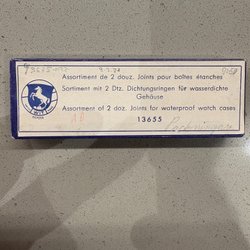 Assortiment de 2 douz. Joints pour boîtes étanches
Sortiment mit 2 Dtz. Dichtungsringen für wasserdichte
Gehäuse
Assortment of 2 doz. Joints for waterproof watch cases
13655